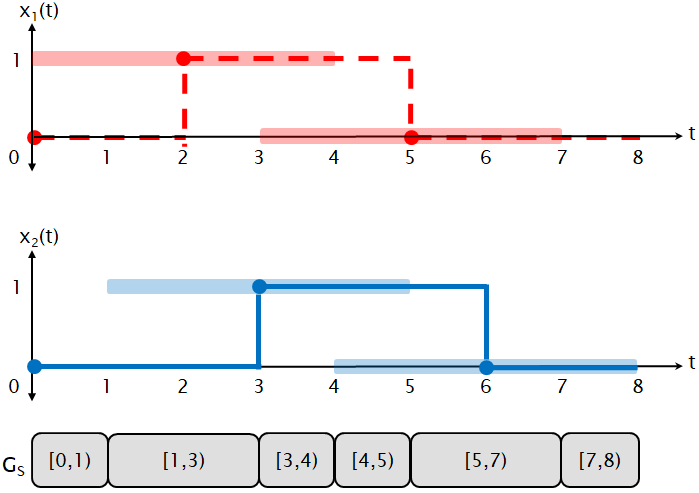 x₁(t)
1
t
0 1 2 3 4 5 6 7 8
x₂(t)
1
t
0 1 2 3 4 5 6 7 8
Gₛ [0,1) [1,3) [3,4) [4,5) [5,7) [7,8)